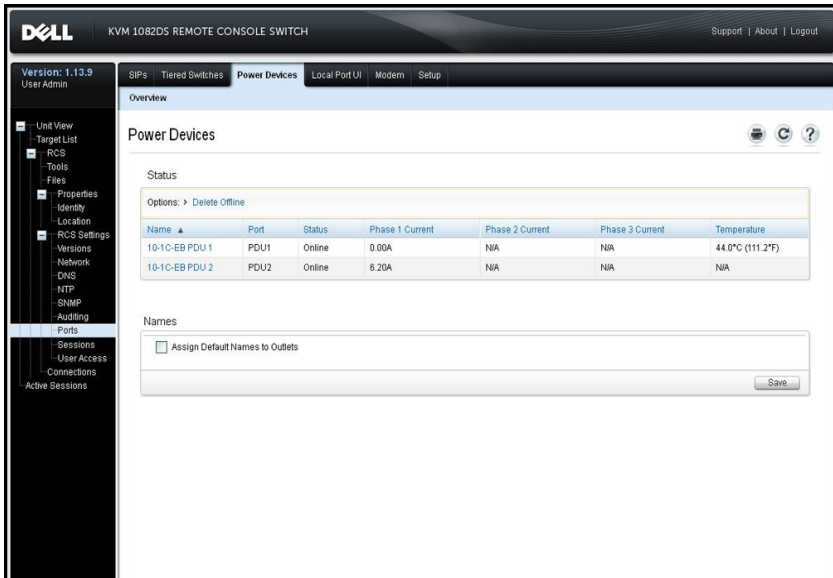 DELL
KVM 1082DS REMOTE CONSOLE SWITCH
Support | About | Logout
Version: 1.13.9
User Admin
SIPs Tiered Switches Power Devices Local Port UI Modem Setup
Overview
Unit View
Target List
RCS
Tools
Files
Properties
Identity
Location
RCS Settings
Versions
Network
DNS
NTP
SNMP
Auditing
Ports
Sessions
User Access
Connections
Active Sessions
Power Devices
?
Status
Options: › Delete Offline
Name ▲ Port Status Phase 1 Current Phase 2 Current Phase 3 Current Temperature
10-1C-EB PDU 1 PDU1 Online 0.00A N/A N/A 44.0°C (111.2°F)
10-1C-EB PDU 2 PDU2 Online 6.20A N/A N/A N/A
Names
Assign Default Names to Outlets
Save